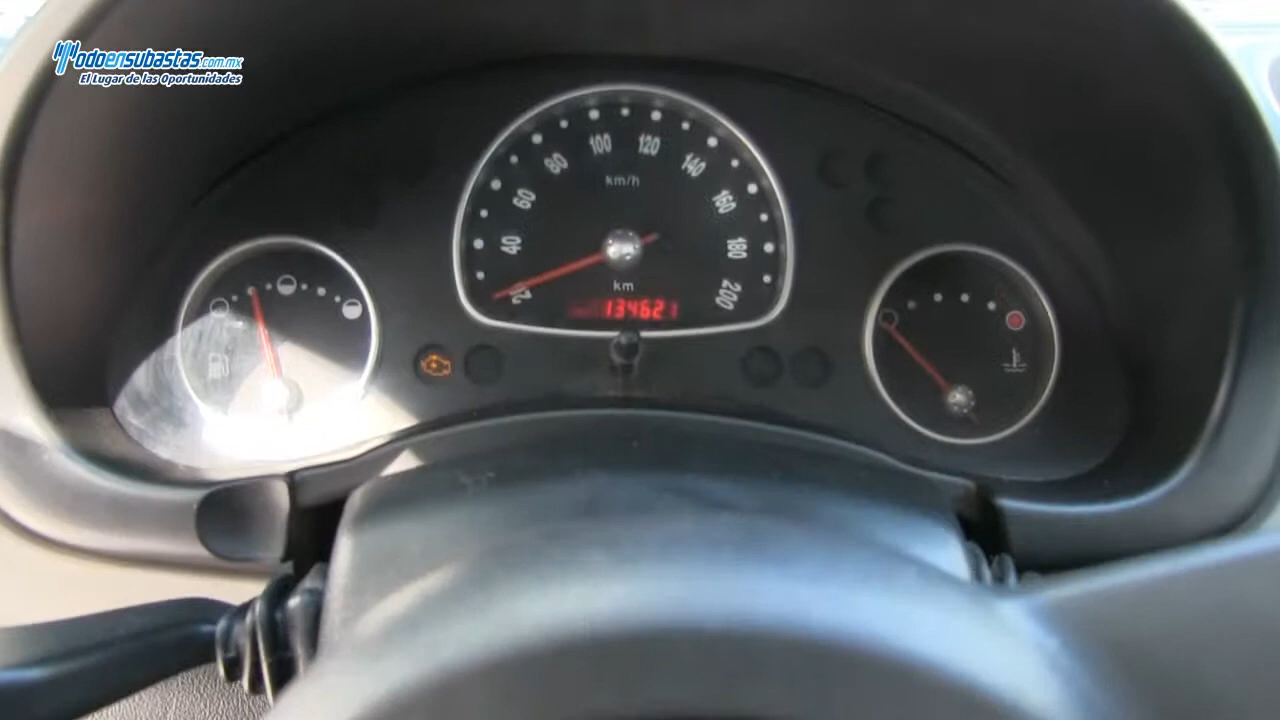 Todoensubastas.com.mx
El Lugar de las Oportunidades
20
40
60
80
100
120
140
160
180
200
km/h
km
134621